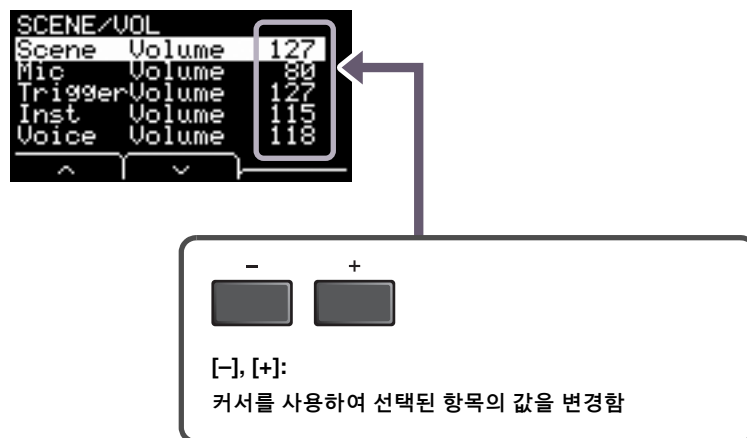 SCENE/VOL
Scene Volume 127
Mic Volume 80
TriggerVolume 127
Inst Volume 115
Voice Volume 118
− +
[–], [+]:
커서를 사용하여 선택된 항목의 값을 변경함